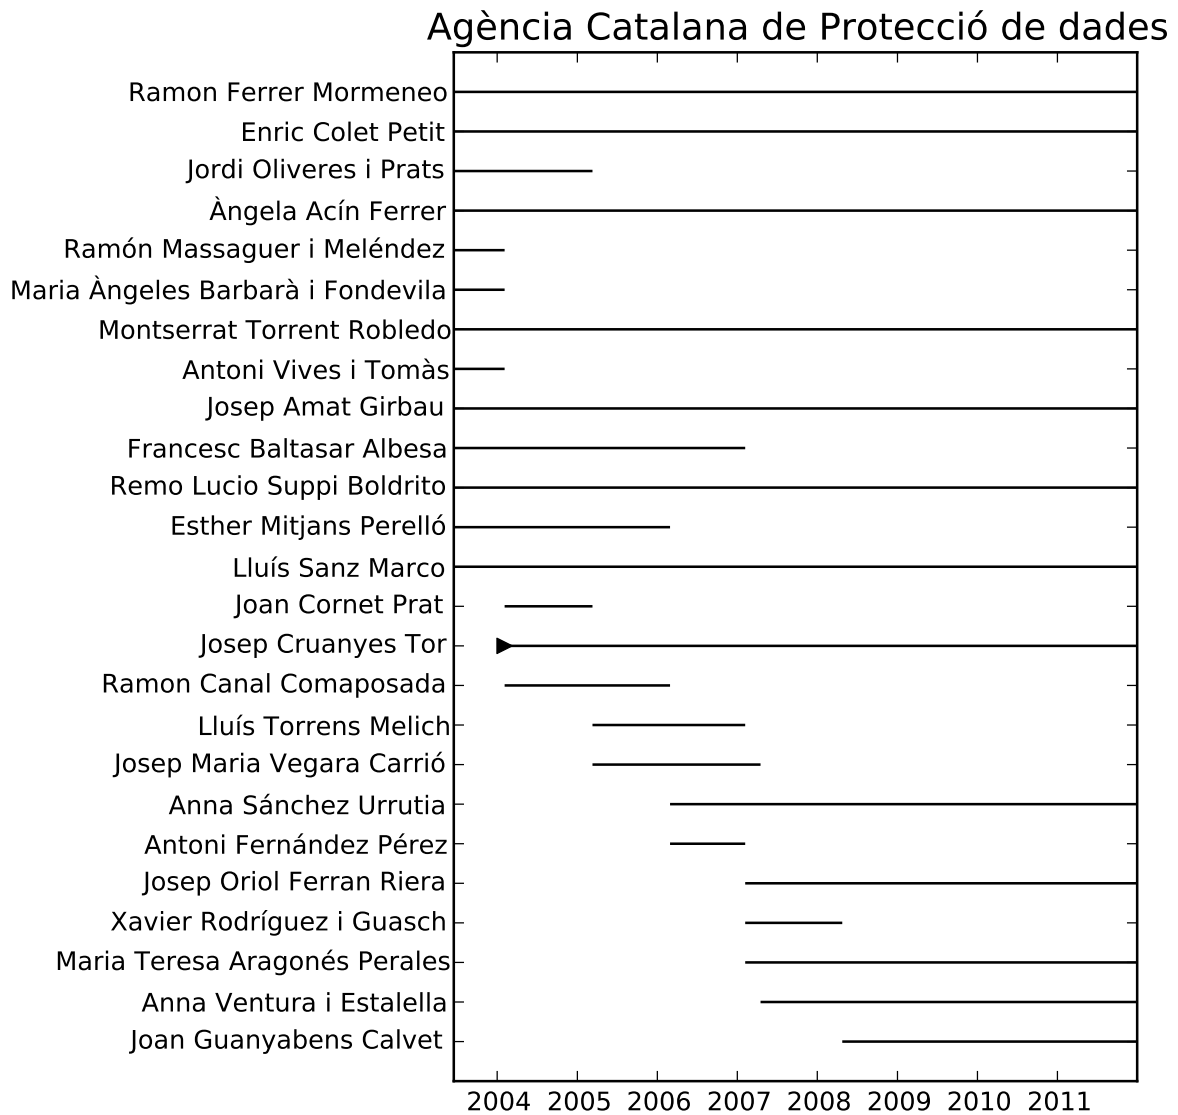 Agència Catalana de Protecció de dades
Ramon Ferrer Mormeneo
Enric Colet Petit
Jordi Oliveres i Prats
Àngela Acín Ferrer
Ramón Massaguer i Meléndez
Maria Àngeles Barbarà i Fondevila
Montserrat Torrent Robledo
Antoni Vives i Tomàs
Josep Amat Girbau
Francesc Baltasar Albesa
Remo Lucio Suppi Boldrito
Esther Mitjans Perelló
Lluís Sanz Marco
Joan Cornet Prat
Josep Cruanyes Tor
Ramon Canal Comaposada
Lluís Torrens Melich
Josep Maria Vegara Carrió
Anna Sánchez Urrutia
Antoni Fernández Pérez
Josep Oriol Ferran Riera
Xavier Rodríguez i Guasch
Maria Teresa Aragonés Perales
Anna Ventura i Estalella
Joan Guanyabens Calvet
2004 2005 2006 2007 2008 2009 2010 2011